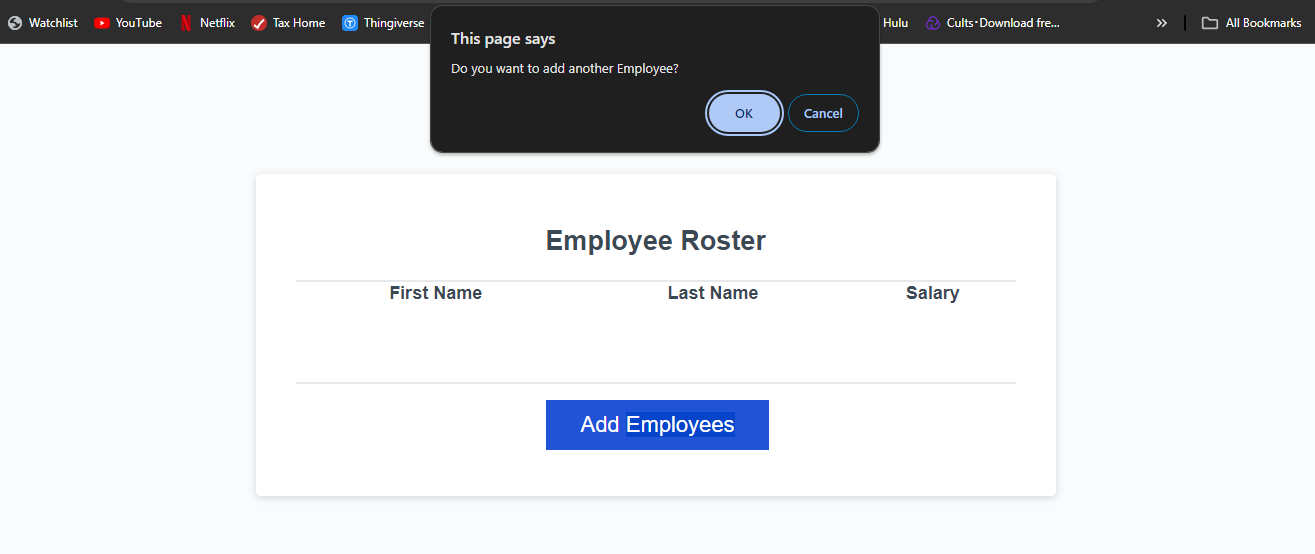 Watchlist YouTube Netflix Tax Home Thingiverse Hulu Cults･Download fre... » All Bookmarks
This page says
Do you want to add another Employee?
OK Cancel
Employee Roster
First Name Last Name Salary
Add Employees